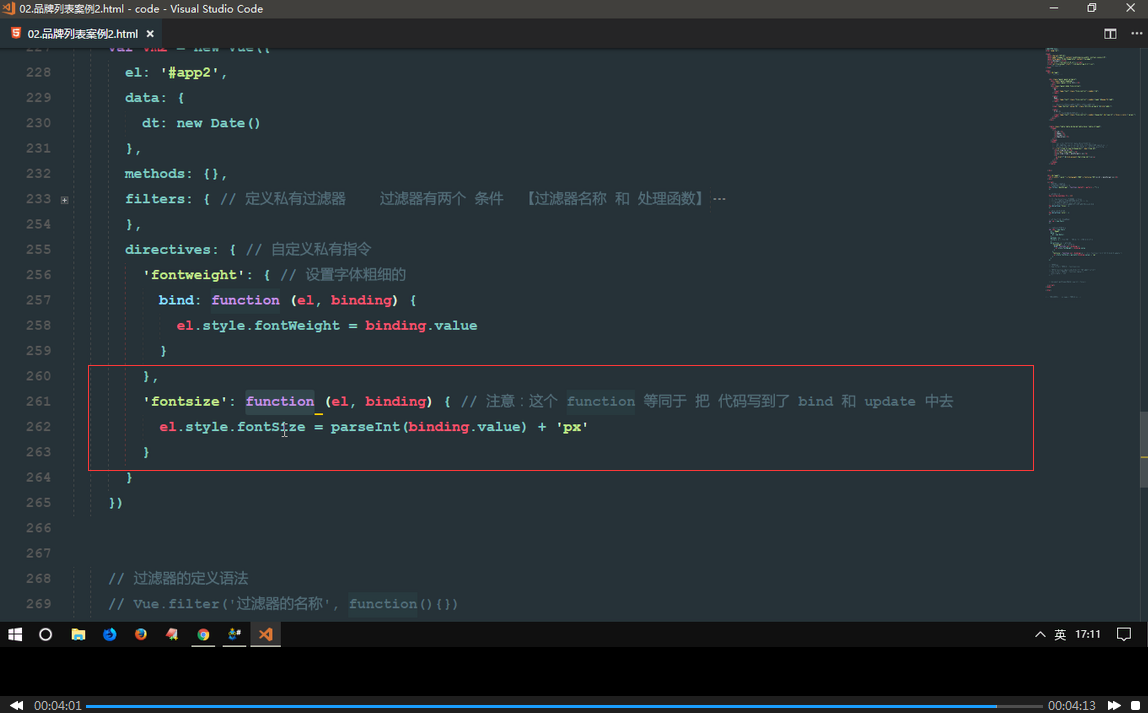 02.品牌列表案例2.html - code - Visual Studio Code
02.品牌列表案例2.html
227 var vm2 = new Vue({
228 el: '#app2',
229 data: {
230 dt: new Date()
231 },
232 methods: {},
233 filters: { // 定义私有过滤器 过滤器有两个 条件 【过滤器名称 和 处理函数】 ···
254 },
255 directives: { // 自定义私有指令
256 'fontweight': { // 设置字体粗细的
257 bind: function (el, binding) {
258 el.style.fontWeight = binding.value
259 }
260 },
261 'fontsize': function (el, binding) { // 注意：这个 function 等同于 把 代码写到了 bind 和 update 中去
262 el.style.fontSize = parseInt(binding.value) + 'px'
263 }
264 }
265 })
266
267
268 // 过滤器的定义语法
269 // Vue.filter('过滤器的名称', function(){})
英 17:11
00:04:01 00:04:13